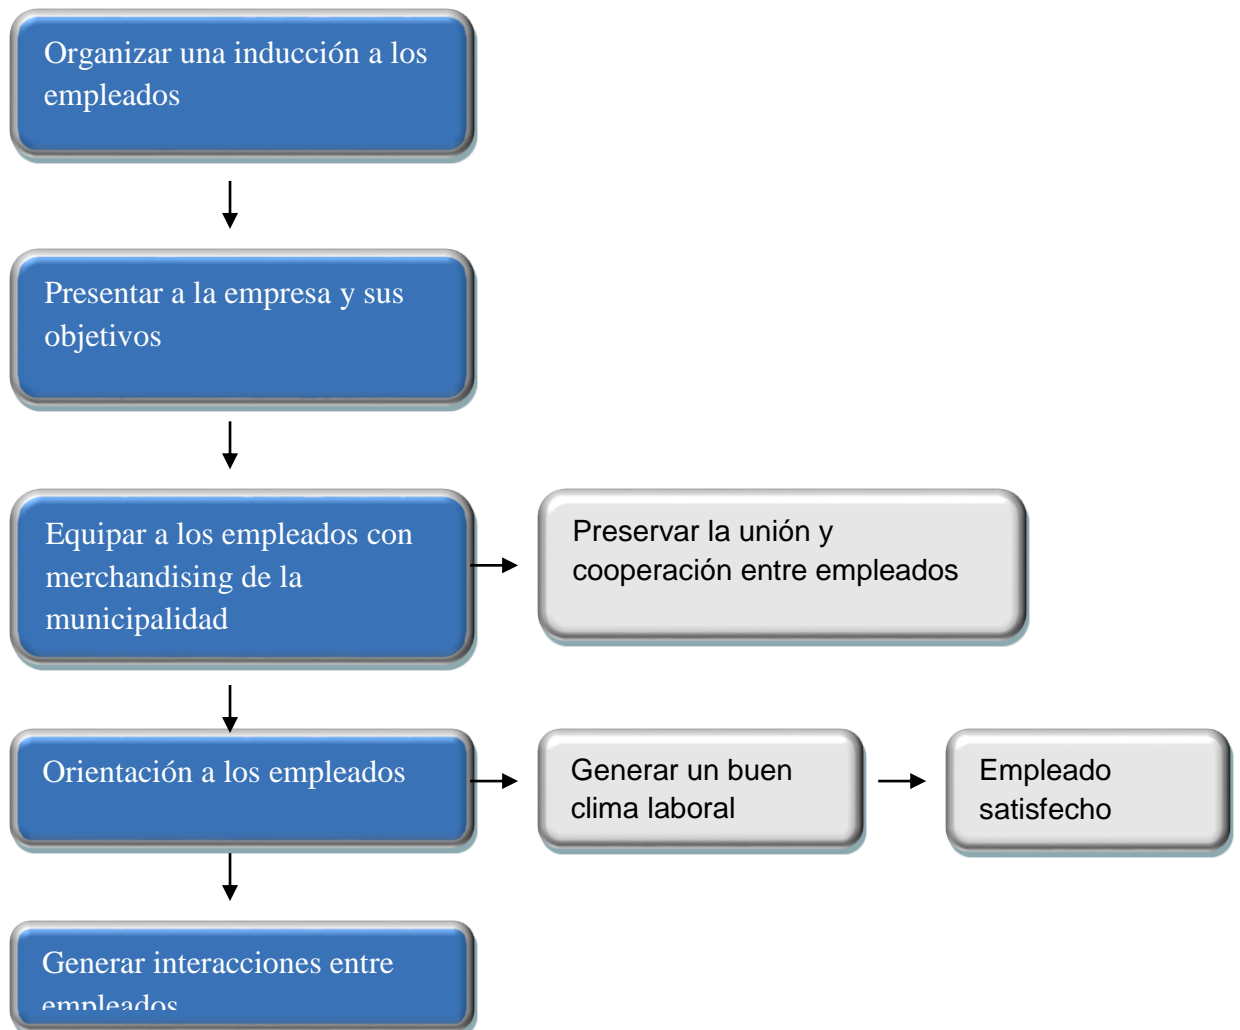 Organizar una inducción a los
empleados
Presentar a la empresa y sus
objetivos
Equipar a los empleados con
merchandising de la
municipalidad
Preservar la unión y
cooperación entre empleados
Orientación a los empleados
Generar un buen
clima laboral
Empleado
satisfecho
Generar interacciones entre
empleados